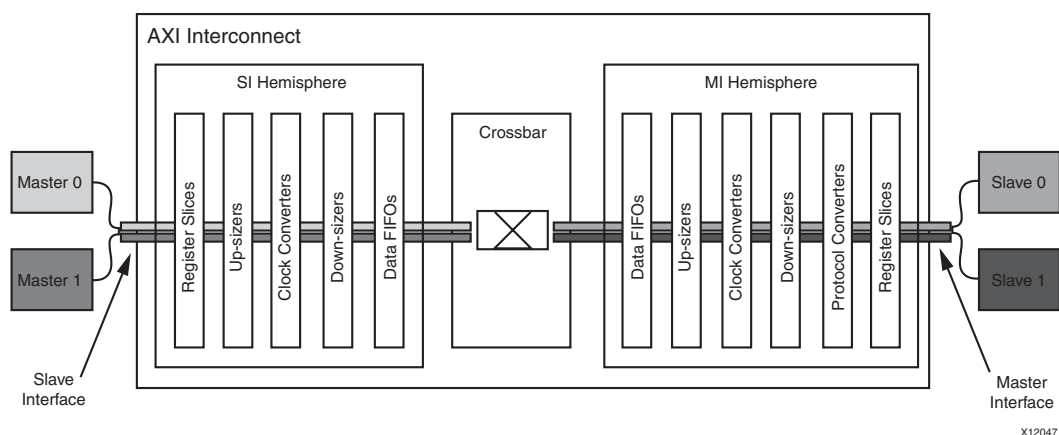 AXI Interconnect
SI Hemisphere
MI Hemisphere
Crossbar
Master 0
Master 1
Register Slices
Up-sizers
Clock Converters
Down-sizers
Data FIFOs
Data FIFOs
Up-sizers
Clock Converters
Down-sizers
Protocol Converters
Register Slices
Slave 0
Slave 1
Slave
Interface
Master
Interface
X12047